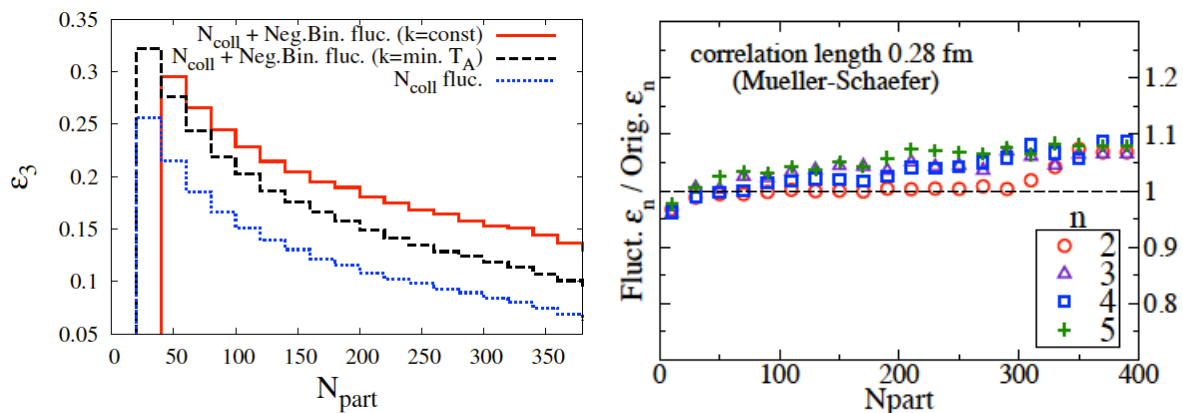 0.35
0.3
0.25
0.2
0.15
0.1
0.05
ε3
N_coll + Neg.Bin. fluc. (k=const)
N_coll + Neg.Bin. fluc. (k=min. T_A)
N_coll fluc.
0 50 100 150 200 250 300 350
N_part
correlation length 0.28 fm
(Mueller-Schaefer)
Fluct. ε_n / Orig. ε_n
1.2
1.1
1
0.9
0.8
n
2
3
4
5
0 100 200 300 400
Npart